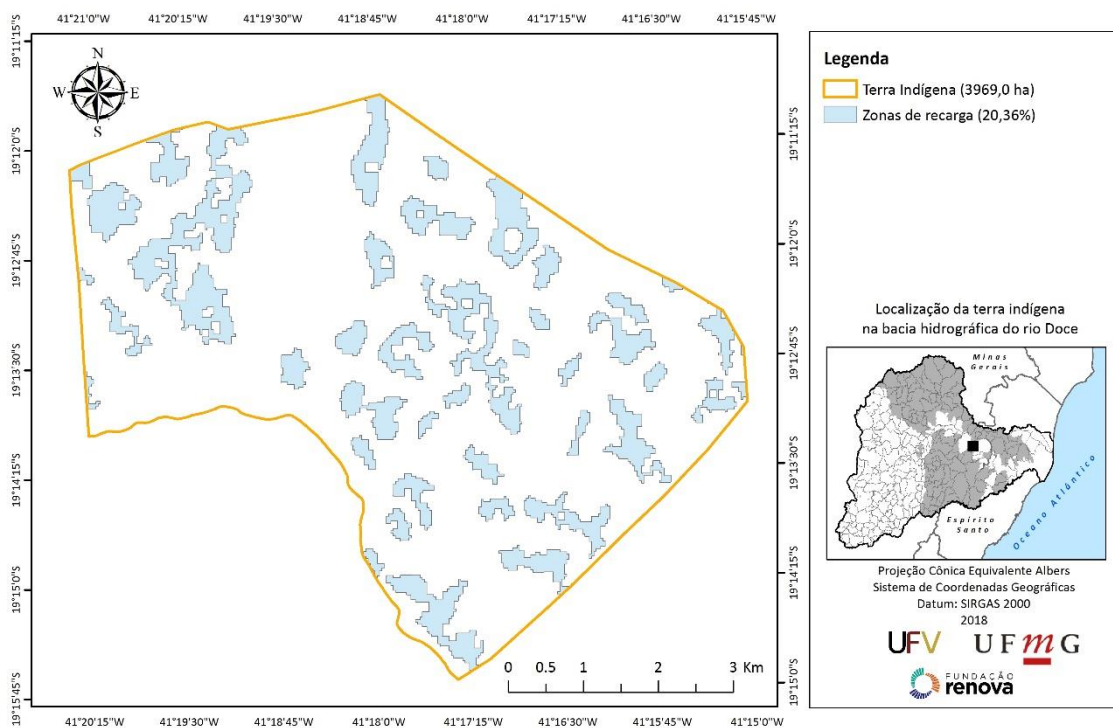 41°21'0"W 41°20'15"W 41°19'30"W 41°18'45"W 41°18'0"W 41°17'15"W 41°16'30"W 41°15'45"W
19°11'15"S
19°12'0"S
19°12'45"S
19°13'30"S
19°14'15"S
19°15'0"S
19°15'45"S
N
W E
S
19°11'15"S
19°12'0"S
19°12'45"S
19°13'30"S
19°14'15"S
19°15'0"S
0 0.5 1 2 3 Km
41°20'15"W 41°19'30"W 41°18'45"W 41°18'0"W 41°17'15"W 41°16'30"W 41°15'45"W 41°15'0"W
Legenda
Terra Indígena (3969,0 ha)
Zonas de recarga (20,36%)
Localização da terra indígena
na bacia hidrográfica do rio Doce
Minas
Gerais
Espírito
Santo
Oceano Atlântico
Projeção Cônica Equivalente Albers
Sistema de Coordenadas Geográficas
Datum: SIRGAS 2000
2018
UFV UFmG
FUNDAÇÃO
renova